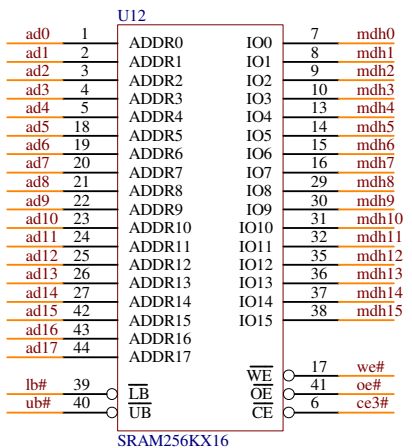 U12
ad0 1 ADDR0 IO0 7 mdh0
ad1 2 ADDR1 IO1 8 mdh1
ad2 3 ADDR2 IO2 9 mdh2
ad3 4 ADDR3 IO3 10 mdh3
ad4 5 ADDR4 IO4 13 mdh4
ad5 18 ADDR5 IO5 14 mdh5
ad6 19 ADDR6 IO6 15 mdh6
ad7 20 ADDR7 IO7 16 mdh7
ad8 21 ADDR8 IO8 29 mdh8
ad9 22 ADDR9 IO9 30 mdh9
ad10 23 ADDR10 IO10 31 mdh10
ad11 24 ADDR11 IO11 32 mdh11
ad12 25 ADDR12 IO12 35 mdh12
ad13 26 ADDR13 IO13 36 mdh13
ad14 27 ADDR14 IO14 37 mdh14
ad15 42 ADDR15 IO15 38 mdh15
ad16 43 ADDR16
ad17 44 ADDR17
WE 17 we#
lb# 39 LB OE 41 oe#
ub# 40 UB CE 6 ce3#
SRAM256KX16